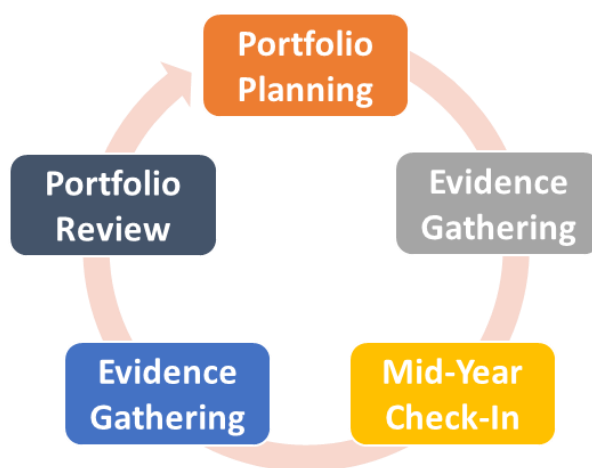 Portfolio
Planning
Evidence
Gathering
Mid-Year
Check-In
Evidence
Gathering
Portfolio
Review